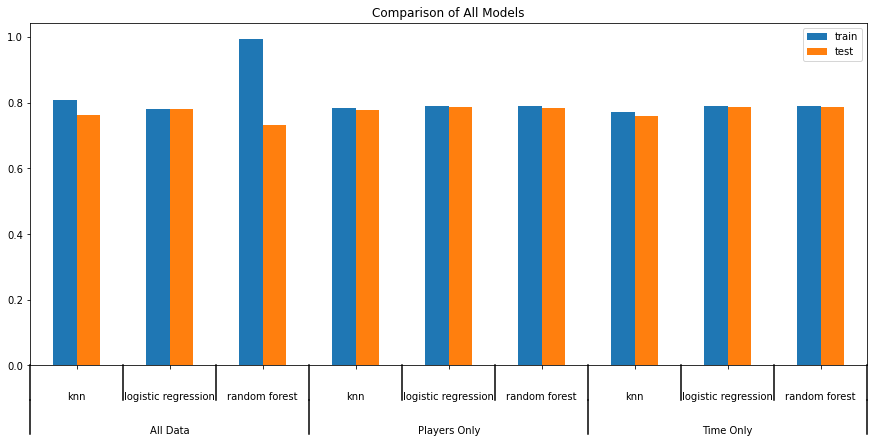 Comparison of All Models
train
test
1.0
0.8
0.6
0.4
0.2
0.0
knn logistic regression random forest knn logistic regression random forest knn logistic regression random forest
All Data Players Only Time Only